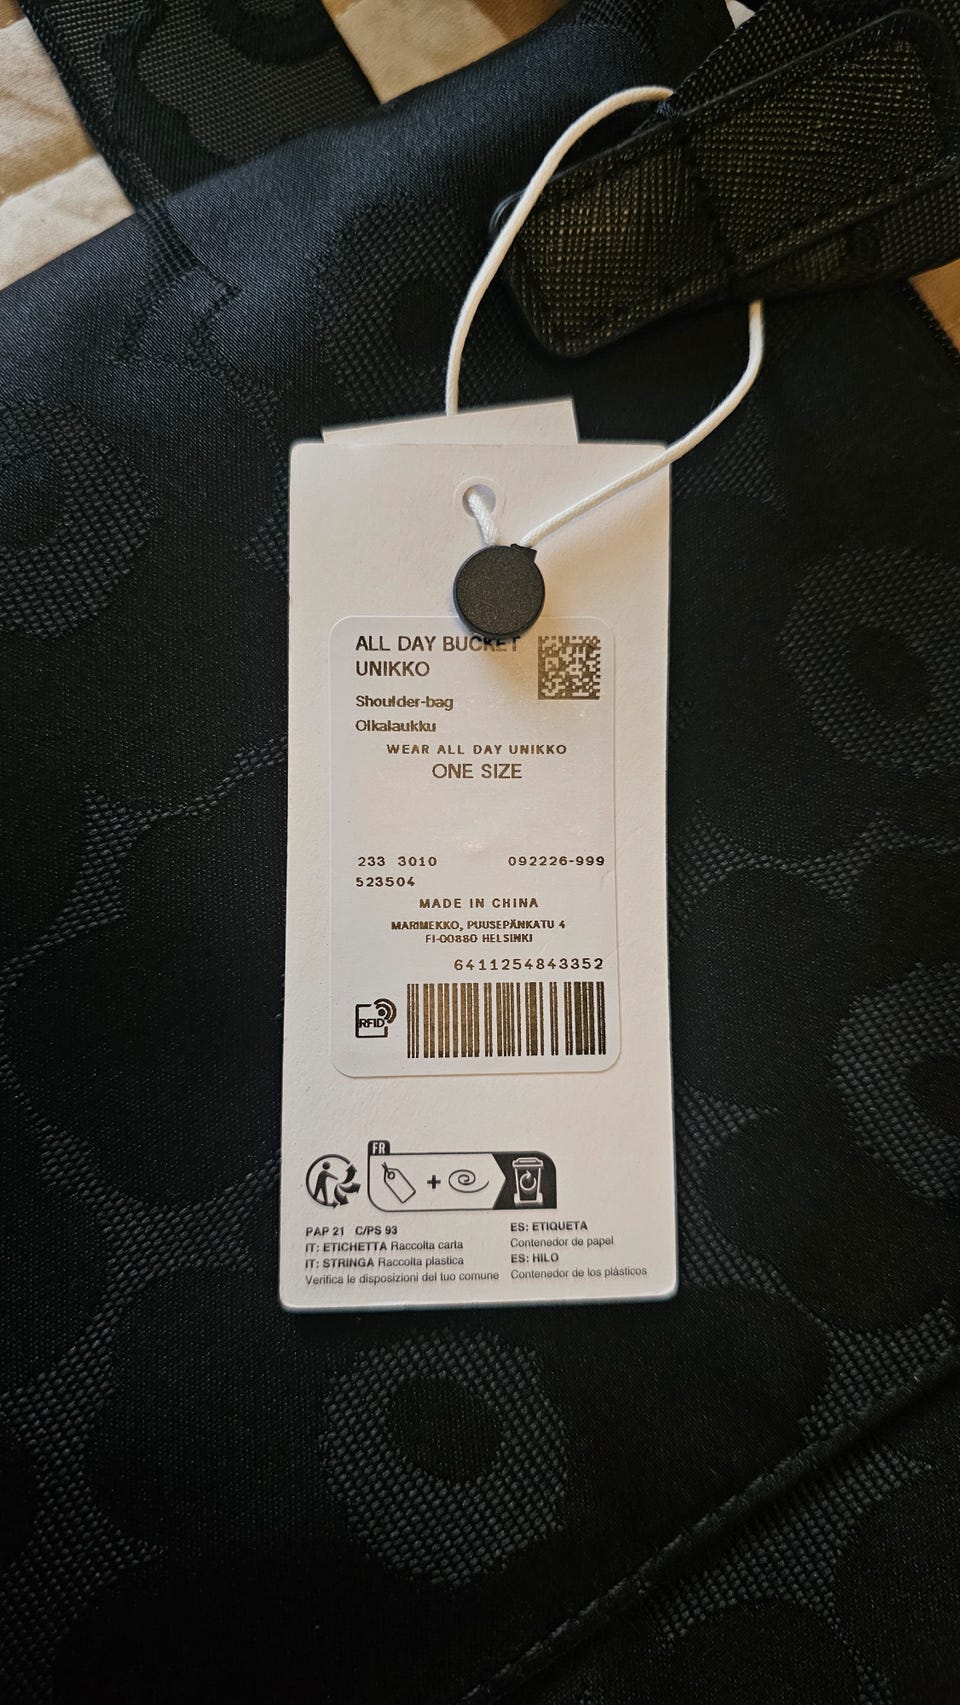 ALL DAY BUCKET
UNIKKO
Shoulder-bag
Olkalaukku
WEAR ALL DAY UNIKKO
ONE SIZE
233 3010 092226-999
523504
MADE IN CHINA
MARIMEKKO, PUUSEPÄNKATU 4
FI-00880 HELSINKI
6411254843352
RFID
FR
PAP 21 C/PS 93
IT: ETICHETTA Raccolta carta
IT: STRINGA Raccolta plastica
Verifica le disposizioni del tuo comune
ES: ETIQUETA
Contenedor de papel
ES: HILO
Contenedor de los plásticos